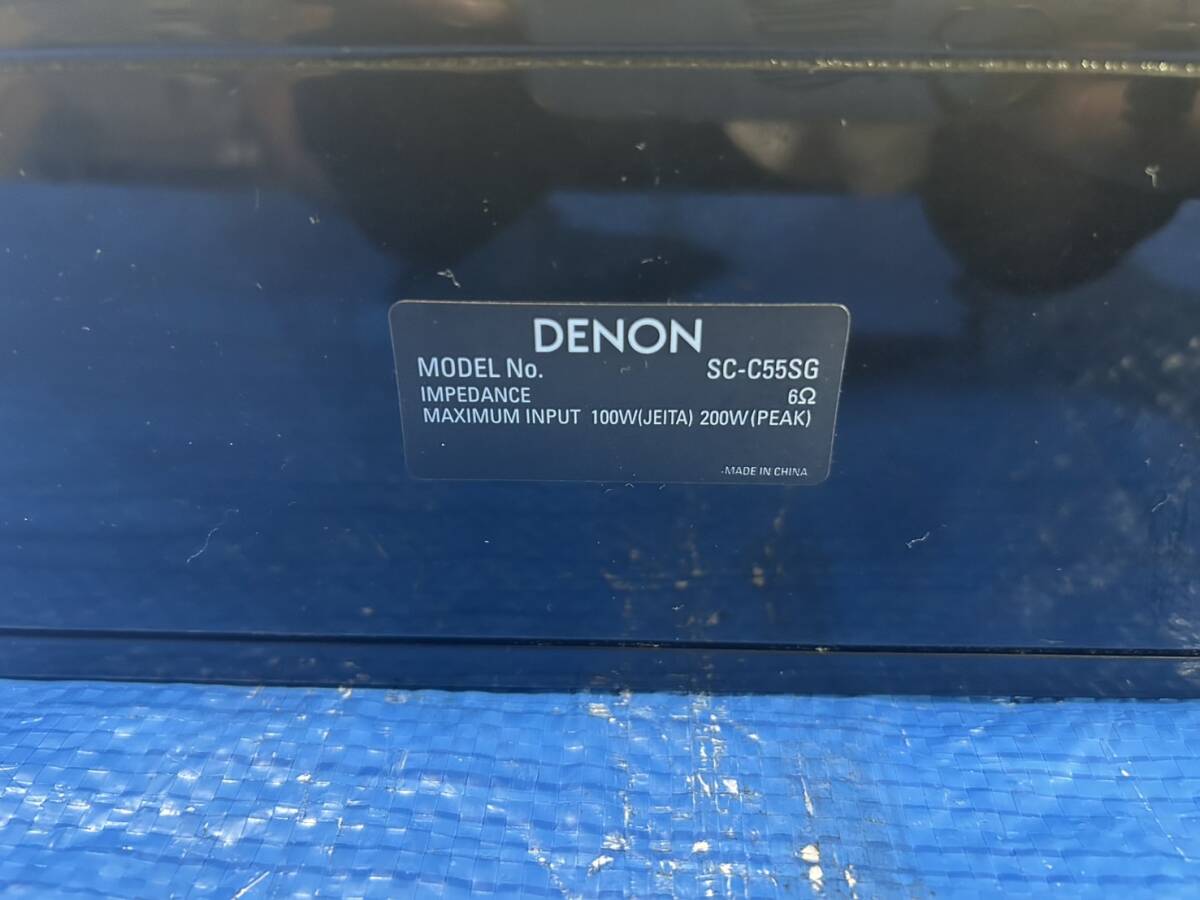 DENON
MODEL No. SC-C55SG
IMPEDANCE 6Ω
MAXIMUM INPUT 100W(JEITA) 200W(PEAK)
MADE IN CHINA